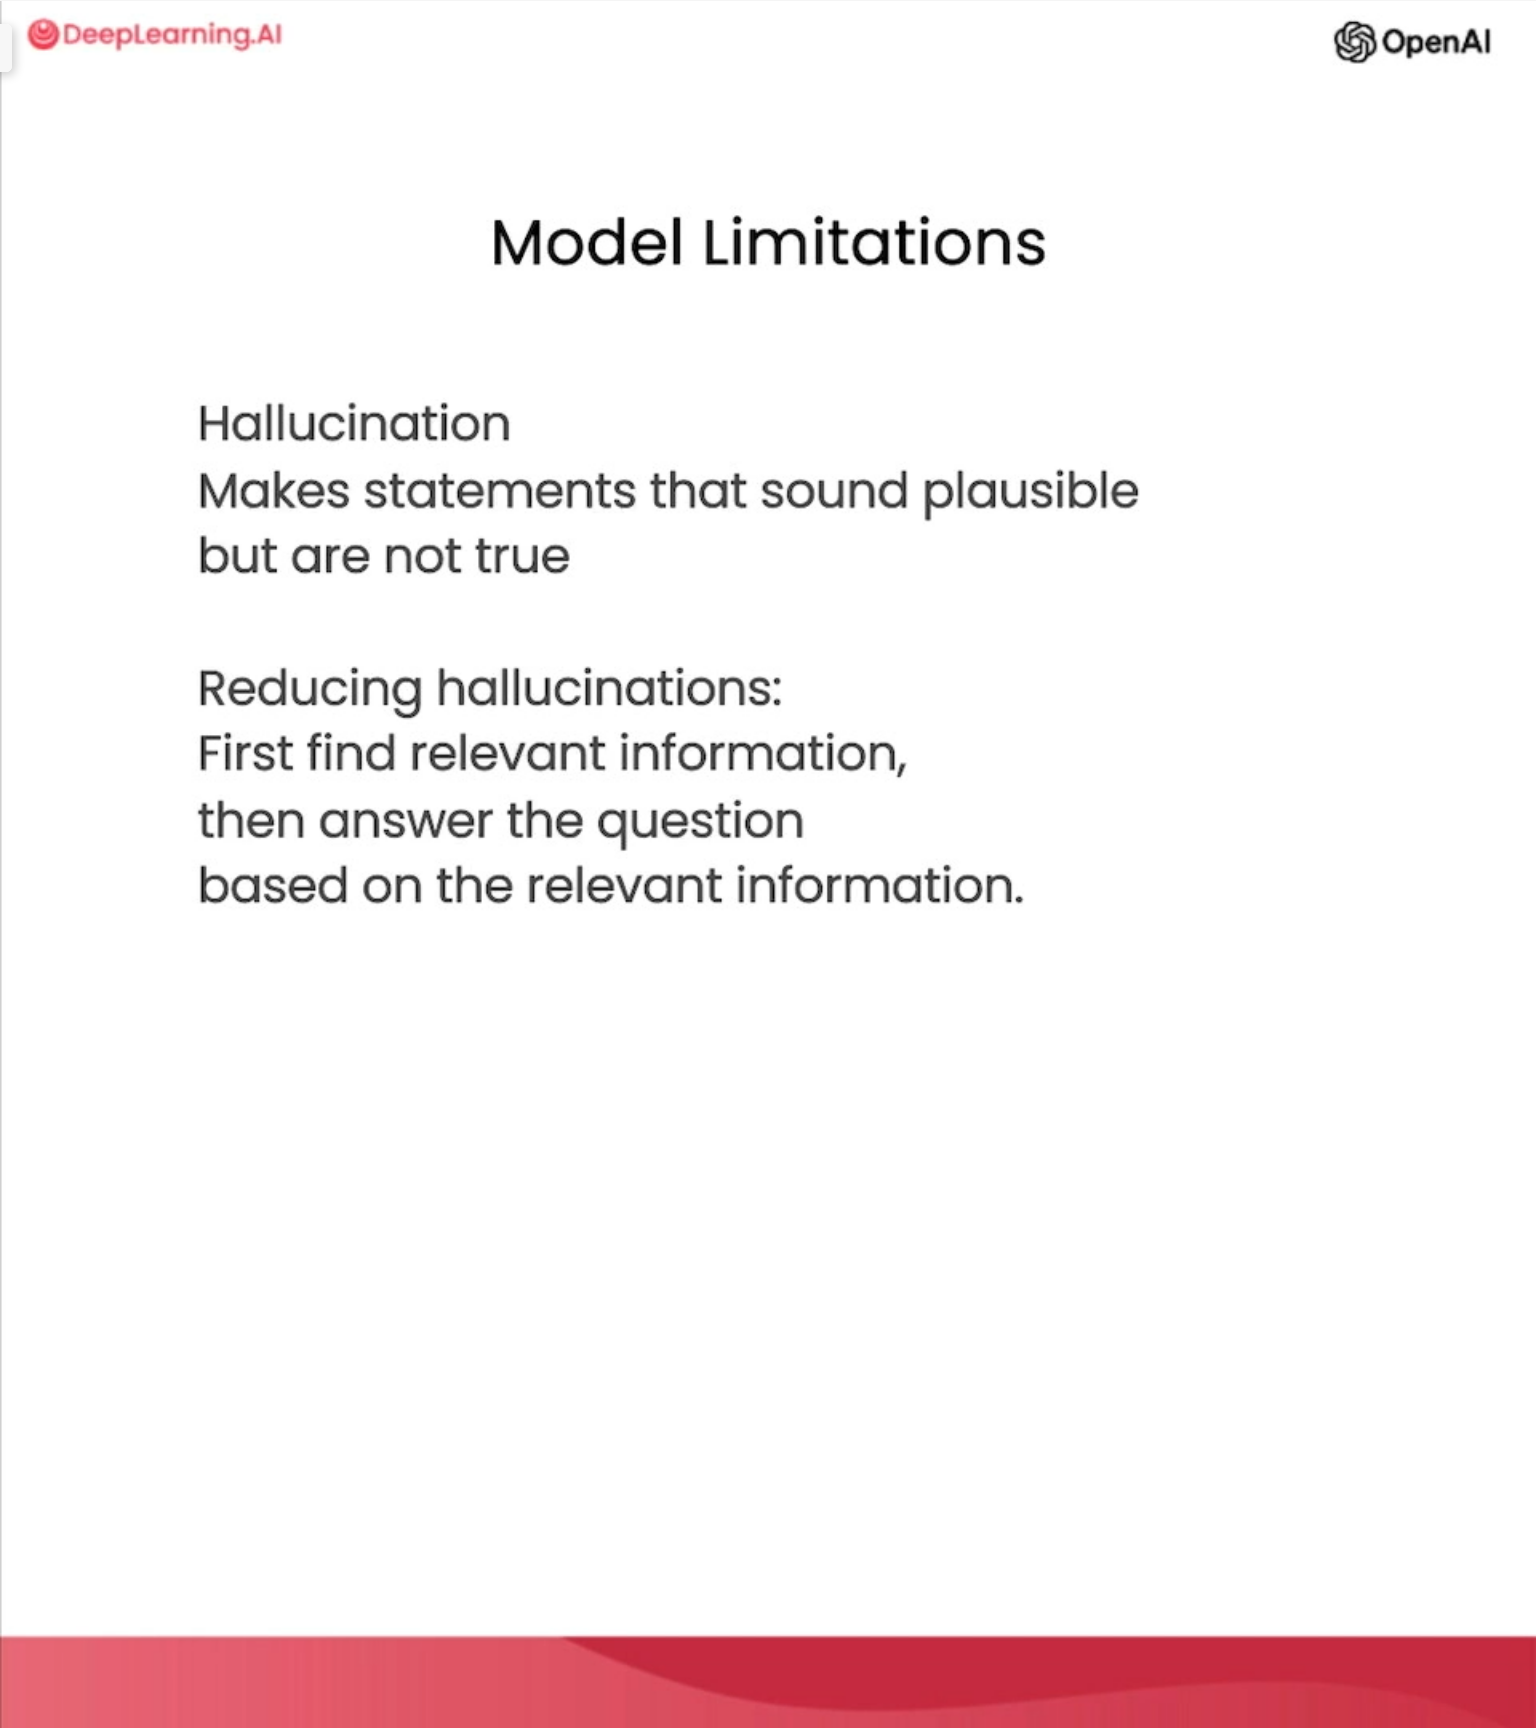 DeepLearning.AI
OpenAI
Model Limitations
Hallucination
Makes statements that sound plausible
but are not true
Reducing hallucinations:
First find relevant information,
then answer the question
based on the relevant information.